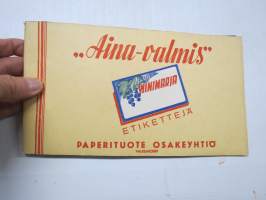 „Aina-valmis"
VIINIMARJA
ETIKETTEJÄ
PAPERITUOTE OSAKEYHTIÖ